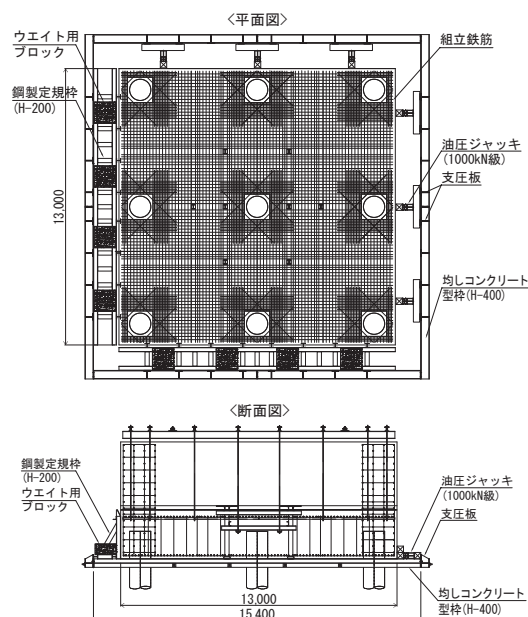 〈平面図〉
ウエイト用
ブロック
鋼製定規枠
(H-200)
13,000
組立鉄筋
油圧ジャッキ
(1000kN級)
支圧板
均しコンクリート
型枠(H-400)
〈断面図〉
鋼製定規枠
(H-200)
ウエイト用
ブロック
油圧ジャッキ
(1000kN級)
支圧板
均しコンクリート
型枠(H-400)
13,000
15,400